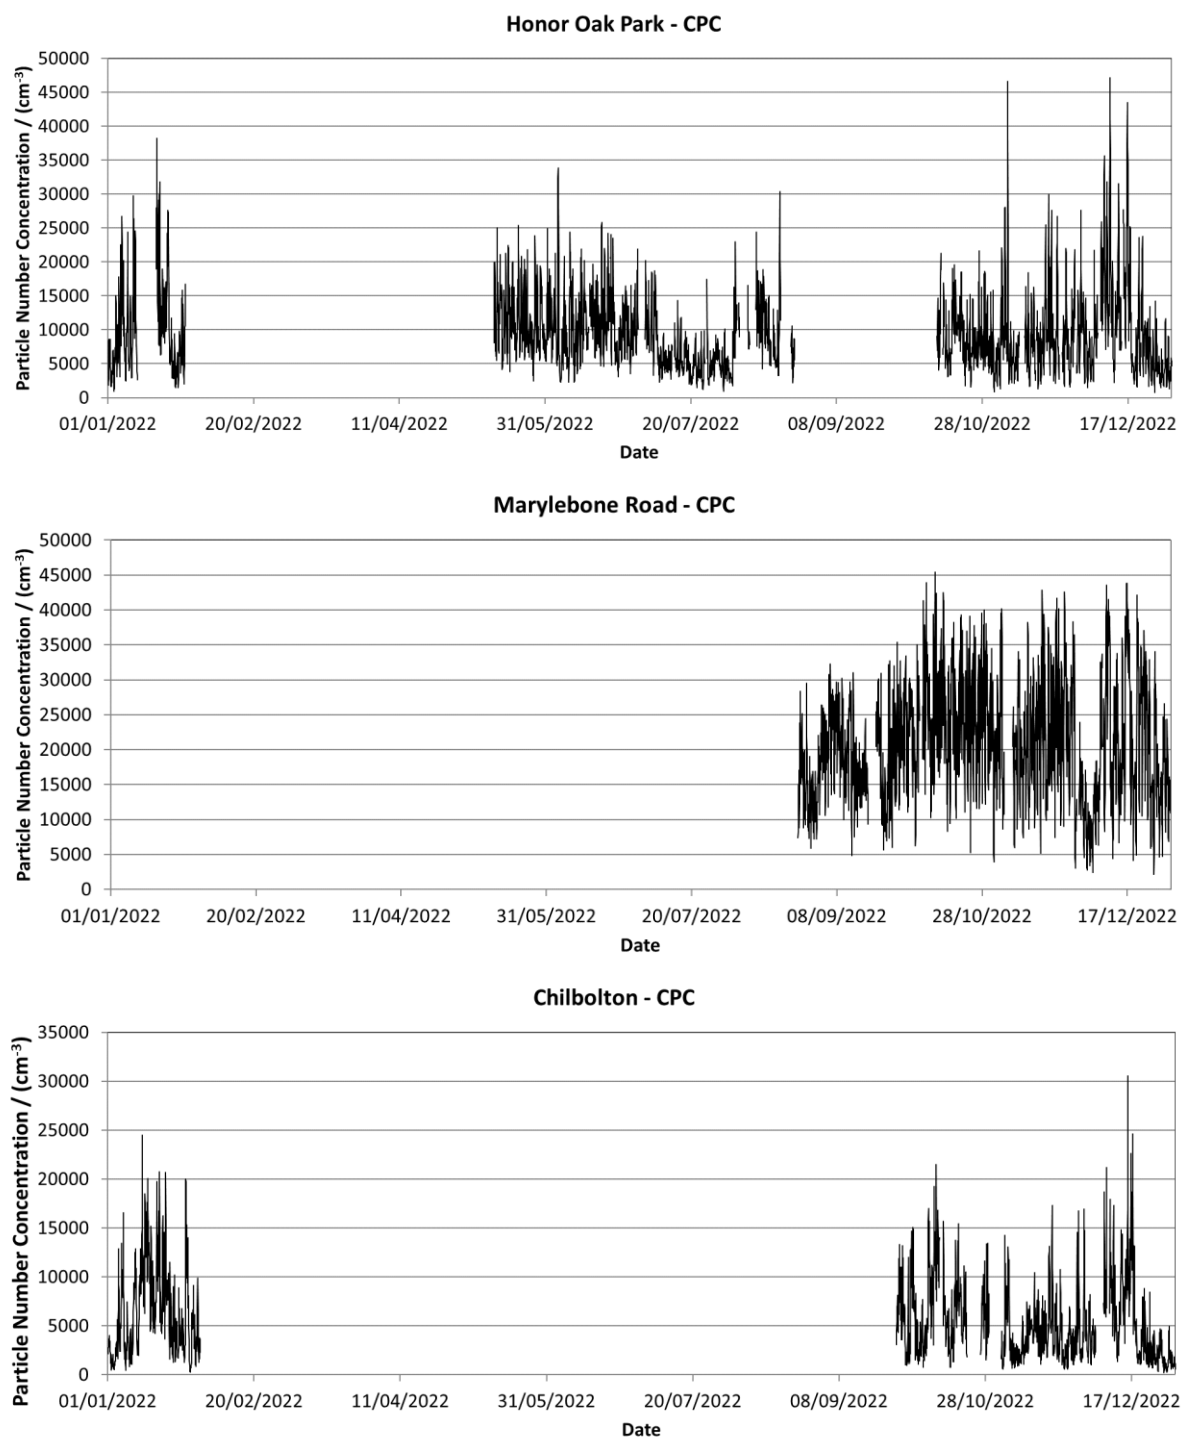 Honor Oak Park - CPC
Particle Number Concentration / (cm⁻³)
50000
45000
40000
35000
30000
25000
20000
15000
10000
5000
0
01/01/2022 20/02/2022 11/04/2022 31/05/2022 20/07/2022 08/09/2022 28/10/2022 17/12/2022
Date
Marylebone Road - CPC
Particle Number Concentration / (cm⁻³)
50000
45000
40000
35000
30000
25000
20000
15000
10000
5000
0
01/01/2022 20/02/2022 11/04/2022 31/05/2022 20/07/2022 08/09/2022 28/10/2022 17/12/2022
Date
Chilbolton - CPC
Particle Number Concentration / (cm⁻³)
35000
30000
25000
20000
15000
10000
5000
0
01/01/2022 20/02/2022 11/04/2022 31/05/2022 20/07/2022 08/09/2022 28/10/2022 17/12/2022
Date